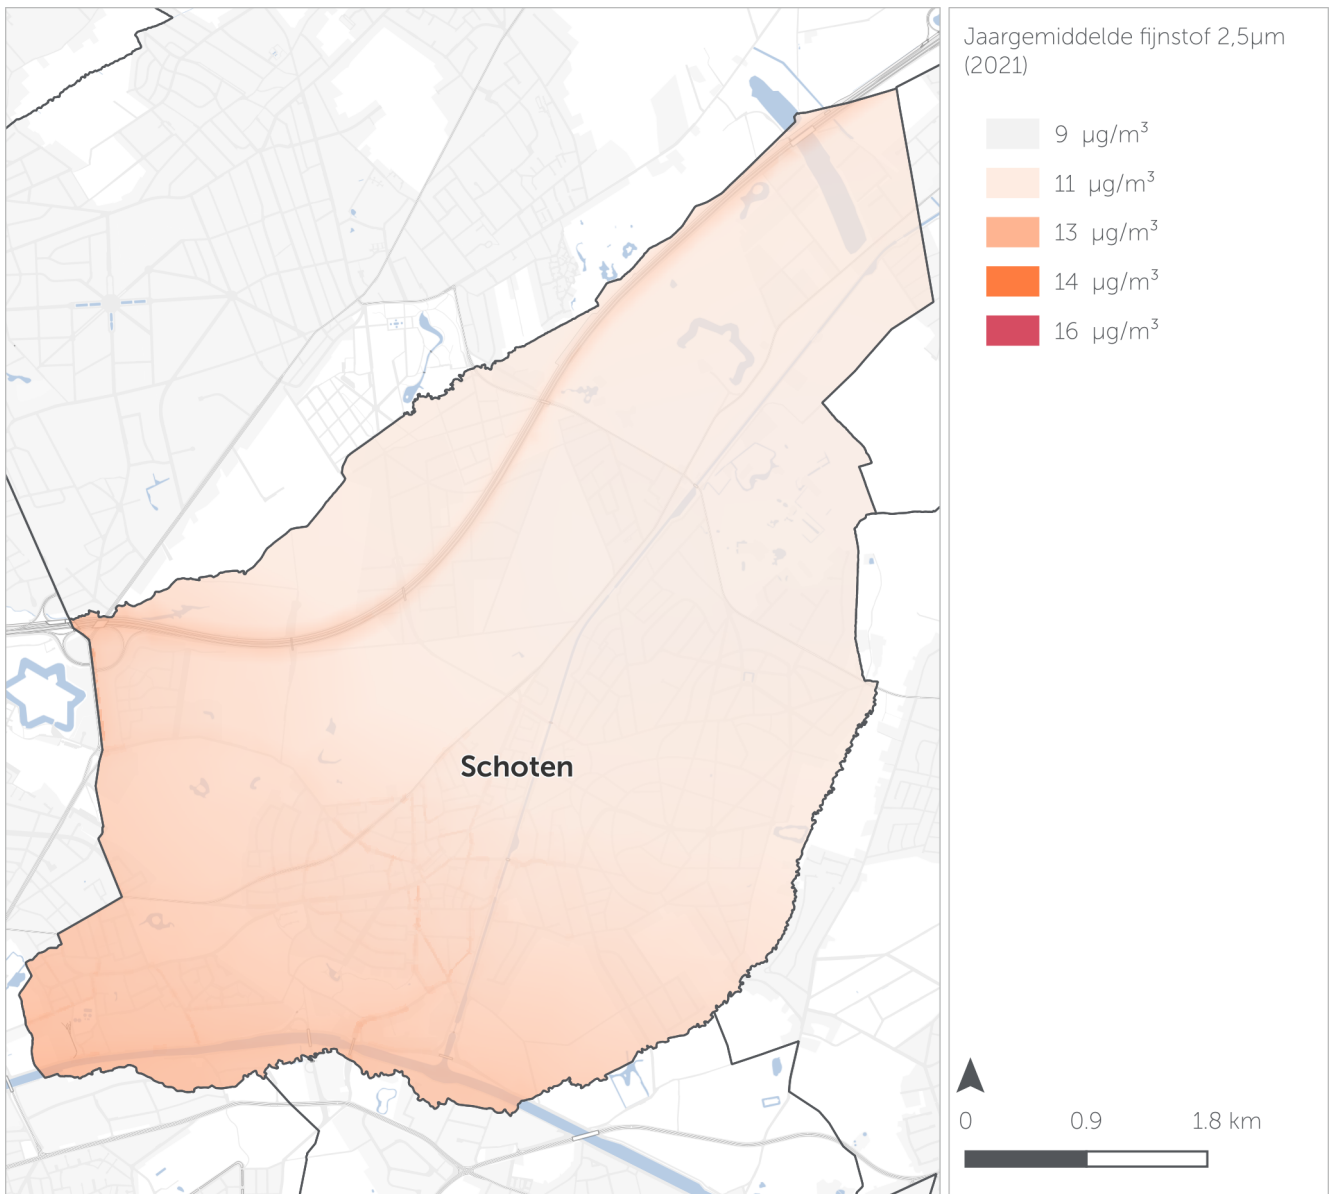 Jaargemiddelde fijnstof 2,5µm
(2021)
9 µg/m³
11 µg/m³
13 µg/m³
14 µg/m³
16 µg/m³
Schoten
0 0.9 1.8 km